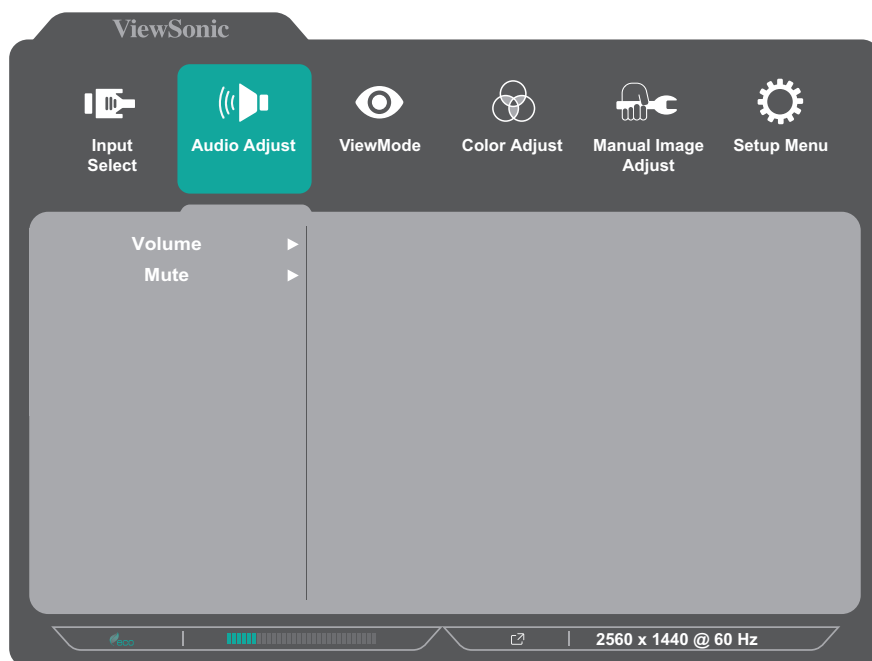 ViewSonic
Input
Select
Audio Adjust
ViewMode
Color Adjust
Manual Image
Adjust
Setup Menu
Volume
Mute
eco
2560 x 1440 @ 60 Hz